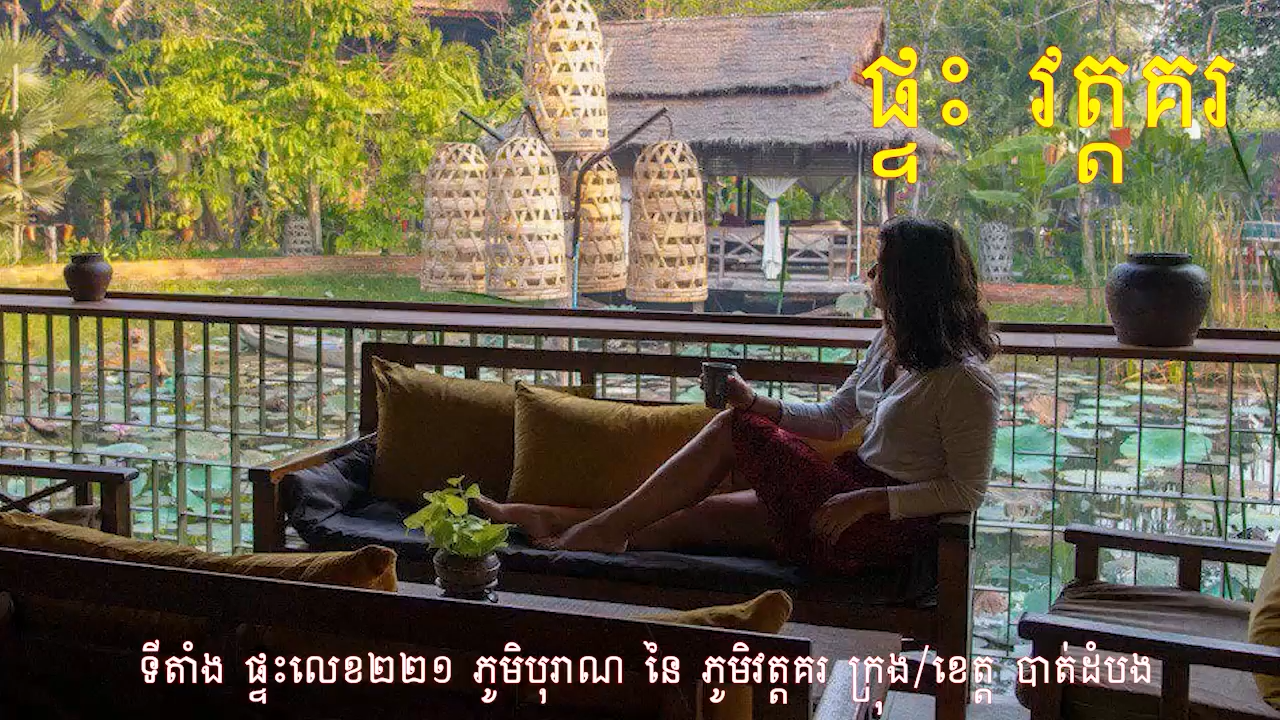 ផ្ទះ វត្តគរ
ទីតាំង ផ្ទះលេខ២២១ ភូមិបុរាណ នៃ ភូមិវត្តគរ ក្រុង/ខេត្ត បាត់ដំបង